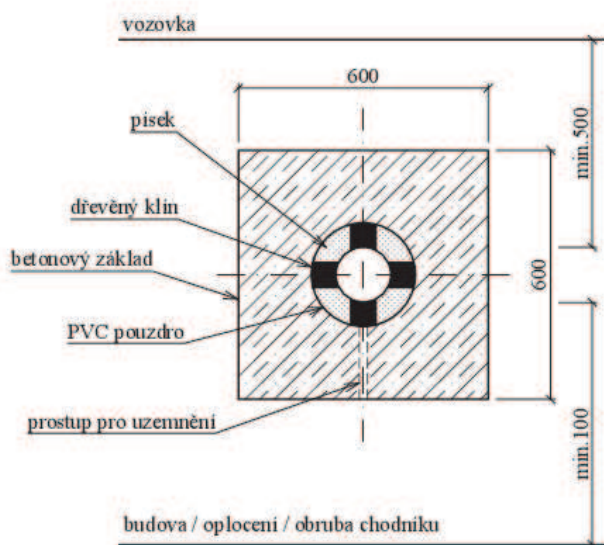 vozovka
600
písek
min.500
dřevěný klin
betonový základ
600
PVC pouzdro
prostup pro uzemnění
min.100
budova / oplocení / obruba chodníku